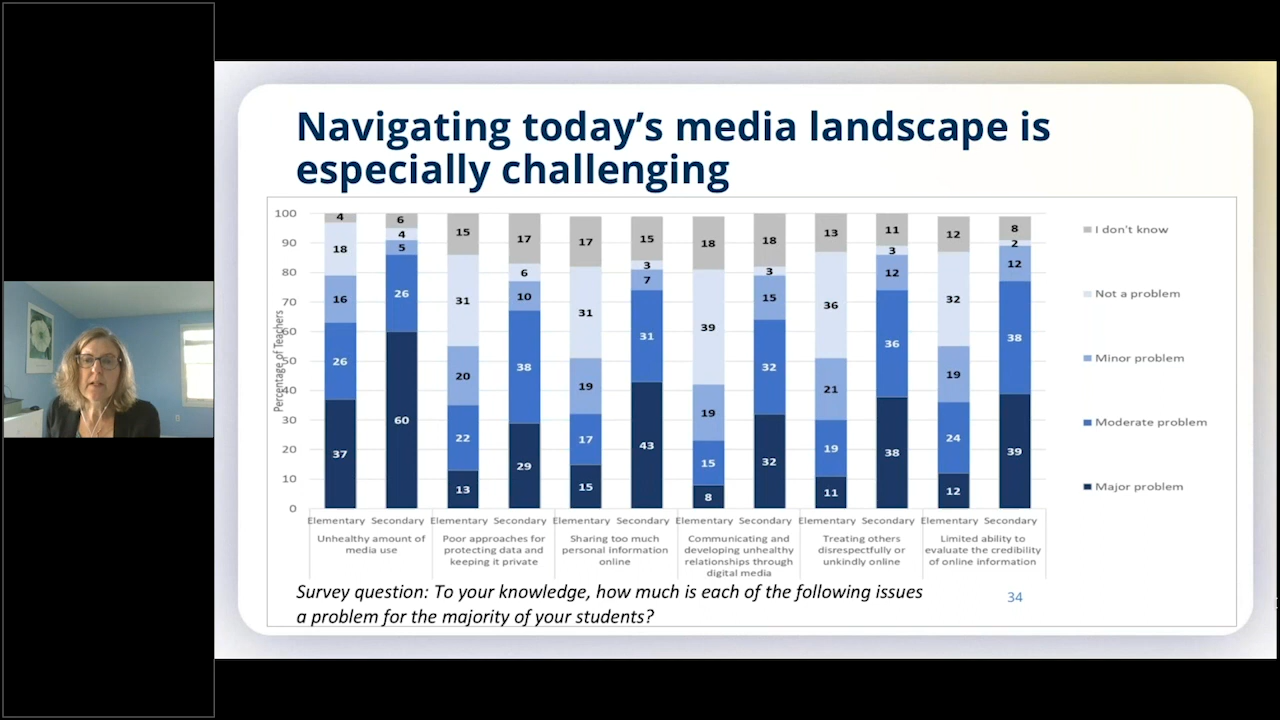 Navigating today's media landscape is
especially challenging
Percentage of Teachers
100
90
80
70
60
50
40
30
20
10
0
4 6 15 17 17 15 18 18 13 11 12 8
18 4 31 6 31 3 39 3 36 3 32 2
16 5 20 10 19 7 19 15 21 12 19 12
26 26 22 38 17 31 15 32 19 36 24 38
37 60 13 29 15 43 8 32 11 38 12 39
Elementary Secondary Elementary Secondary Elementary Secondary Elementary Secondary Elementary Secondary Elementary Secondary
Unhealthy amount of
media use
Poor approaches for
protecting data and
keeping it private
Sharing too much
personal information
online
Communicating and
developing unhealthy
relationships through
digital media
Treating others
disrespectfully or
unkindly online
Limited ability to
evaluate the credibility
of online information
I don't know
Not a problem
Minor problem
Moderate problem
Major problem
Survey question: To your knowledge, how much is each of the following issues
a problem for the majority of your students?
34